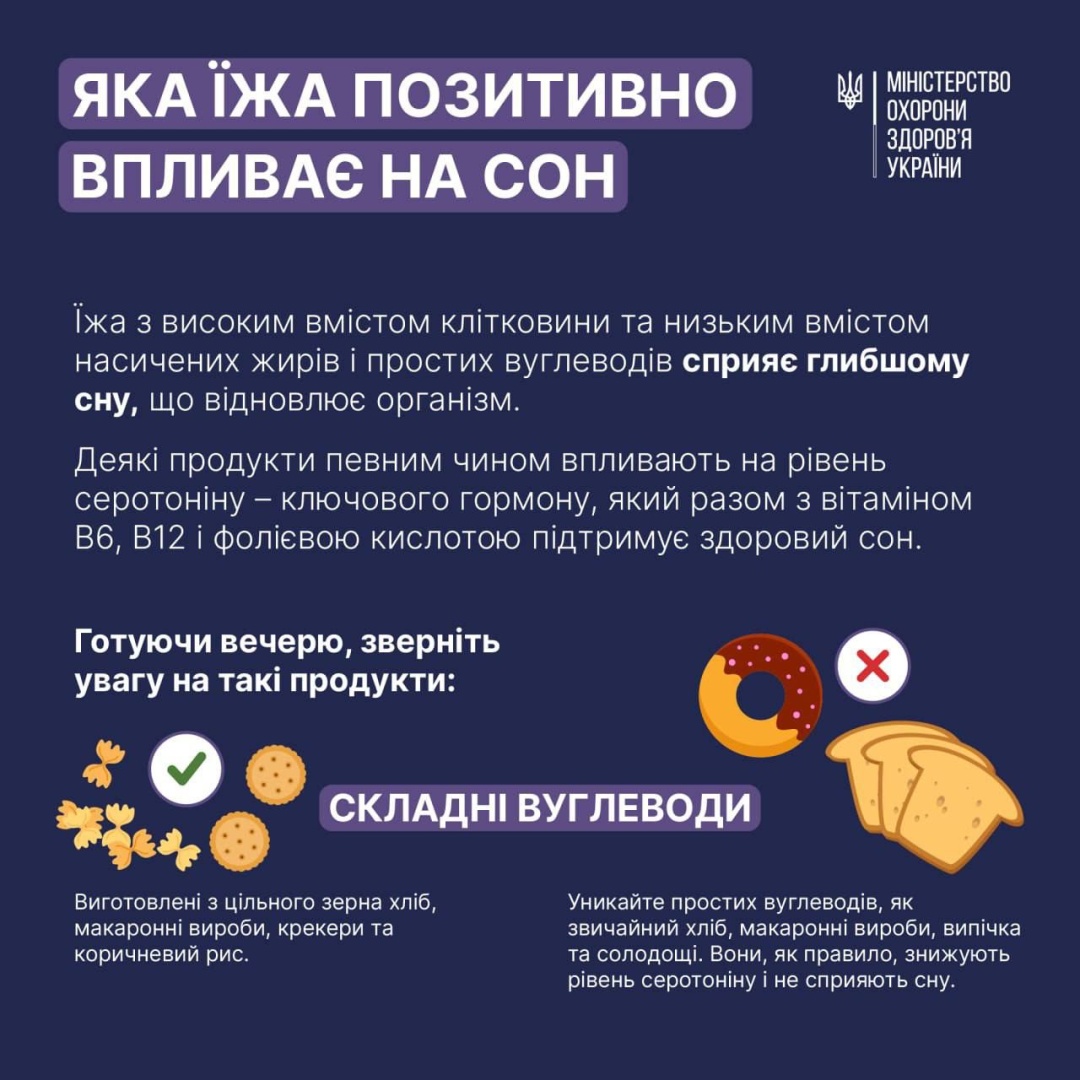 ЯКА ЇЖА ПОЗИТИВНО
ВПЛИВАЄ НА СОН
МІНІСТЕРСТВО
ОХОРОНИ
ЗДОРОВ'Я
УКРАЇНИ
Їжа з високим вмістом клітковини та низьким вмістом
насичених жирів і простих вуглеводів сприяє глибшому
сну, що відновлює організм.
Деякі продукти певним чином впливають на рівень
серотоніну – ключового гормону, який разом з вітаміном
В6, В12 і фолієвою кислотою підтримує здоровий сон.
Готуючи вечерю, зверніть
увагу на такі продукти:
СКЛАДНІ ВУГЛЕВОДИ
Виготовлені з цільного зерна хліб,
макаронні вироби, крекери та
коричневий рис.
Уникайте простих вуглеводів, як
звичайний хліб, макаронні вироби, випічка
та солодощі. Вони, як правило, знижують
рівень серотоніну і не сприяють сну.